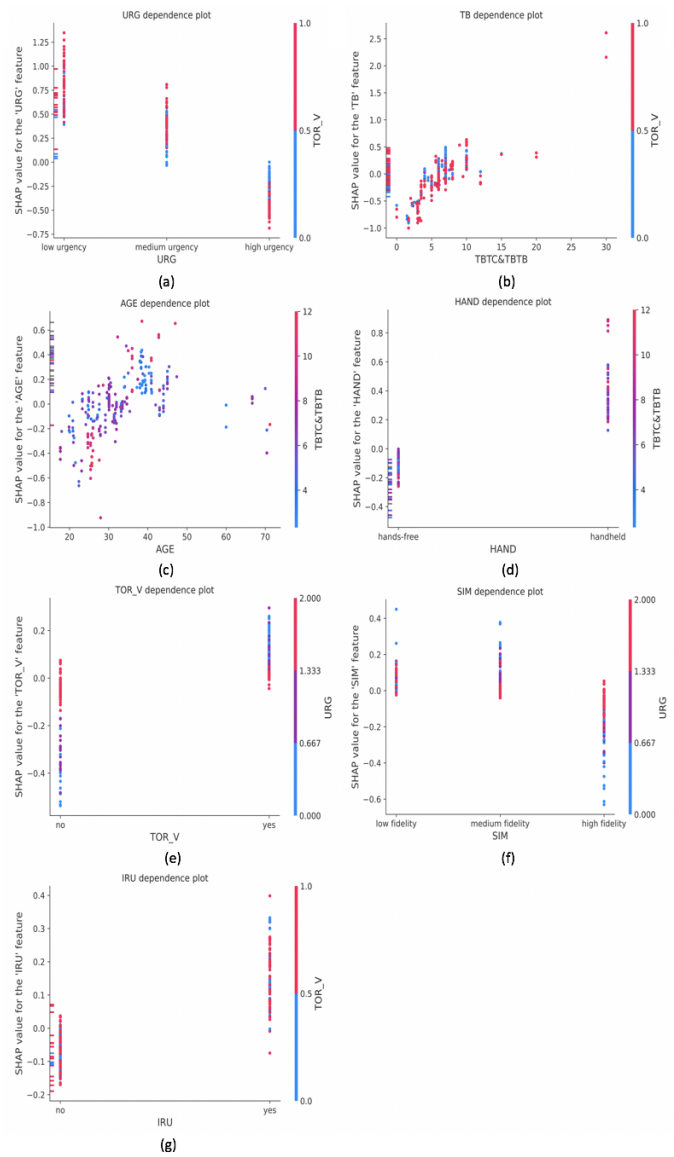 URG dependence plot
SHAP value for the 'URG' feature
1.25
1.00
0.75
0.50
0.25
0.00
−0.25
−0.50
−0.75
low urgency medium urgency high urgency
URG
1.0
0.5
0.0
TOR_V
(a)
TB dependence plot
SHAP value for the 'TB' feature
2.5
2.0
1.5
1.0
0.5
0.0
−0.5
−1.0
0 5 10 15 20 25 30
TBTC&TBTB
1.0
0.5
0.0
TOR_V
(b)
AGE dependence plot
SHAP value for the 'AGE' feature
0.6
0.4
0.2
0.0
−0.2
−0.4
−0.6
−0.8
−1.0
20 30 40 50 60 70
AGE
12
10
8
6
4
TBTC&TBTB
(c)
HAND dependence plot
SHAP value for the 'HAND' feature
0.8
0.6
0.4
0.2
0.0
−0.2
−0.4
hands-free handheld
HAND
12
10
8
6
4
TBTC&TBTB
(d)
TOR_V dependence plot
SHAP value for the 'TOR_V' feature
0.2
0.0
−0.2
−0.4
no yes
TOR_V
2.000
1.333
0.667
0.000
URG
(e)
SIM dependence plot
SHAP value for the 'SIM' feature
0.4
0.2
0.0
−0.2
−0.4
−0.6
low fidelity medium fidelity high fidelity
SIM
2.000
1.333
0.667
0.000
URG
(f)
IRU dependence plot
SHAP value for the 'IRU' feature
0.4
0.3
0.2
0.1
0.0
−0.1
−0.2
no yes
IRU
1.0
0.5
0.0
TOR_V
(g)